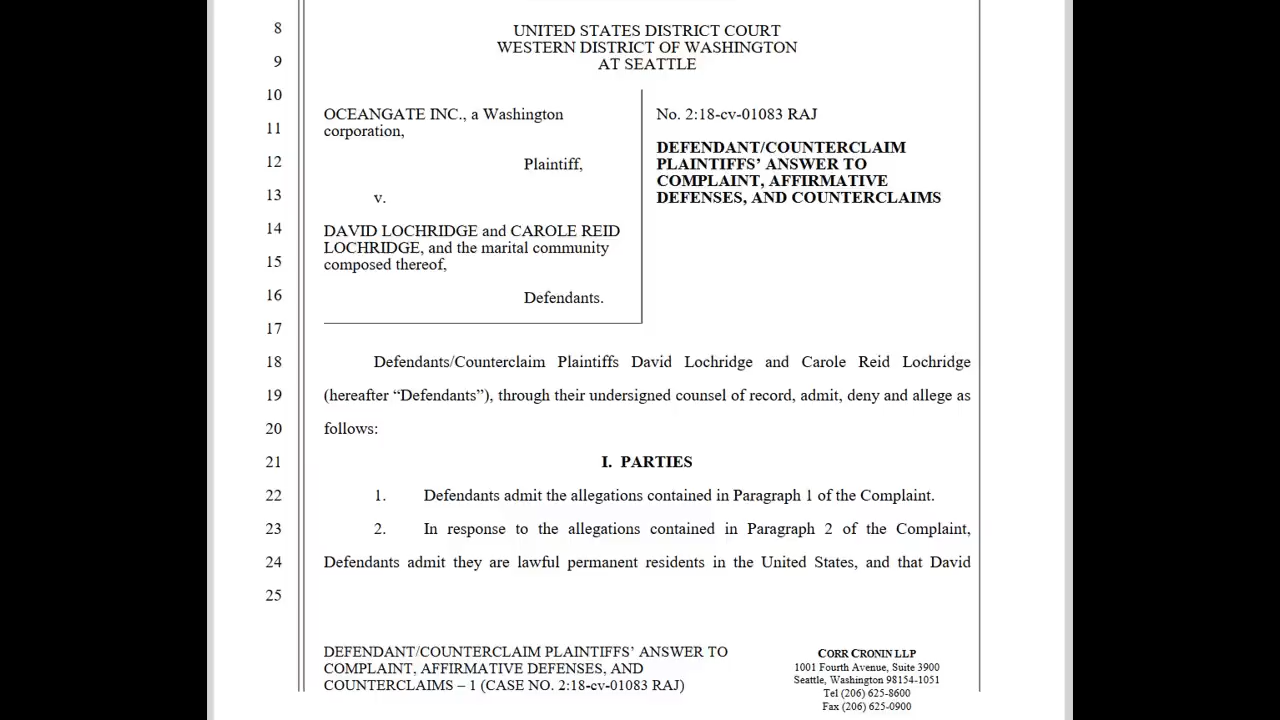 8
UNITED STATES DISTRICT COURT
WESTERN DISTRICT OF WASHINGTON
9
AT SEATTLE
10
OCEANGATE INC., a Washington
No. 2:18-cv-01083 RAJ
11
corporation,
DEFENDANT/COUNTERCLAIM
12
Plaintiff,
PLAINTIFFS’ ANSWER TO
COMPLAINT, AFFIRMATIVE
13
v.
DEFENSES, AND COUNTERCLAIMS
14
DAVID LOCHRIDGE and CAROLE REID
LOCHRIDGE, and the marital community
15
composed thereof,
16
Defendants.
17
18 Defendants/Counterclaim Plaintiffs David Lochridge and Carole Reid Lochridge
19 (hereafter “Defendants”), through their undersigned counsel of record, admit, deny and allege as
20 follows:
21 I. PARTIES
22 1. Defendants admit the allegations contained in Paragraph 1 of the Complaint.
23 2. In response to the allegations contained in Paragraph 2 of the Complaint,
24 Defendants admit they are lawful permanent residents in the United States, and that David
25
DEFENDANT/COUNTERCLAIM PLAINTIFFS’ ANSWER TO
COMPLAINT, AFFIRMATIVE DEFENSES, AND
COUNTERCLAIMS – 1 (CASE NO. 2:18-cv-01083 RAJ)
CORR CRONIN LLP
1001 Fourth Avenue, Suite 3900
Seattle, Washington 98154-1051
Tel (206) 625-8600
Fax (206) 625-0900